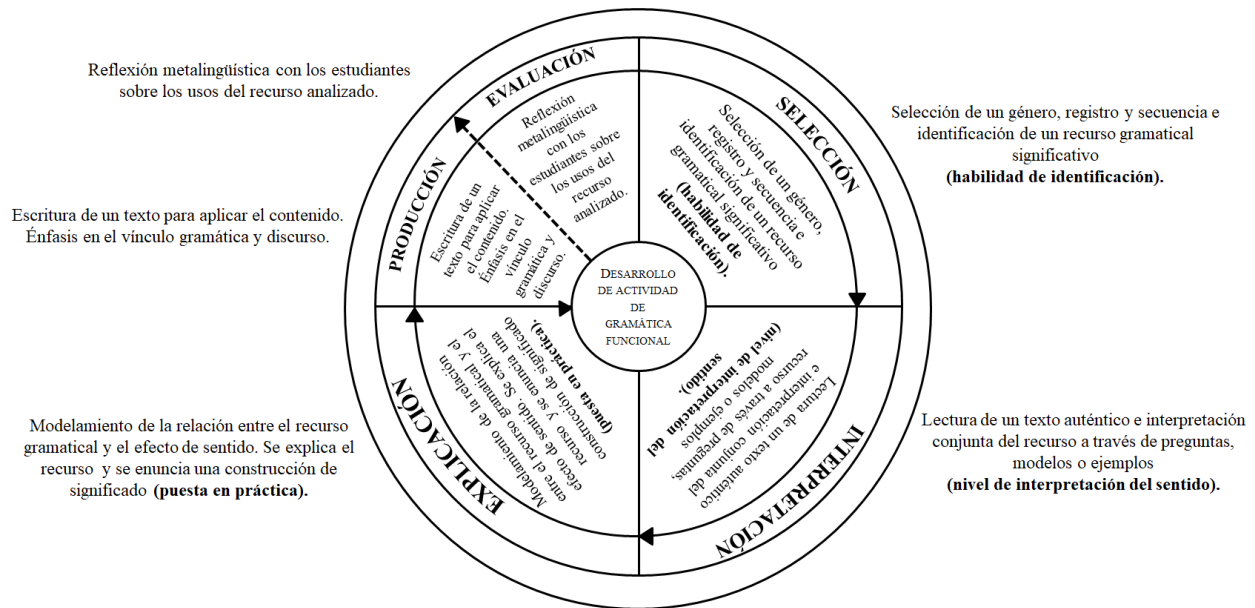 Reflexión metalingüística con los estudiantes
sobre los usos del recurso analizado.
Escritura de un texto para aplicar el contenido.
Énfasis en el vínculo gramática y discurso.
Modelamiento de la relación entre el recurso
gramatical y el efecto de sentido. Se explica el
recurso y se enuncia una construcción de
significado (puesta en práctica).
EVALUACIÓN
Reflexión
metalingüística
con los
estudiantes sobre
los usos del
recurso
analizado.
PRODUCCIÓN
Escritura de un
texto para aplicar
el contenido.
Énfasis en el
vínculo
gramática y
discurso.
SELECCIÓN
Selección de un género,
registro y secuencia e
identificación de un recurso
gramatical significativo
(habilidad de
identificación).
DESARROLLO
DE ACTIVIDAD
DE
GRAMÁTICA
FUNCIONAL
EXPLICACIÓN
Modelamiento de la relación
entre el recurso gramatical y el
efecto de sentido. Se explica el
recurso y se enuncia una
construcción de significado
(puesta en práctica).
INTERPRETACIÓN
Lectura de un texto auténtico
e interpretación conjunta del
recurso a través de preguntas,
modelos o ejemplos
(nivel de interpretación del
sentido).
Selección de un género, registro y secuencia e
identificación de un recurso gramatical
significativo
(habilidad de identificación).
Lectura de un texto auténtico e interpretación
conjunta del recurso a través de preguntas,
modelos o ejemplos
(nivel de interpretación del sentido).